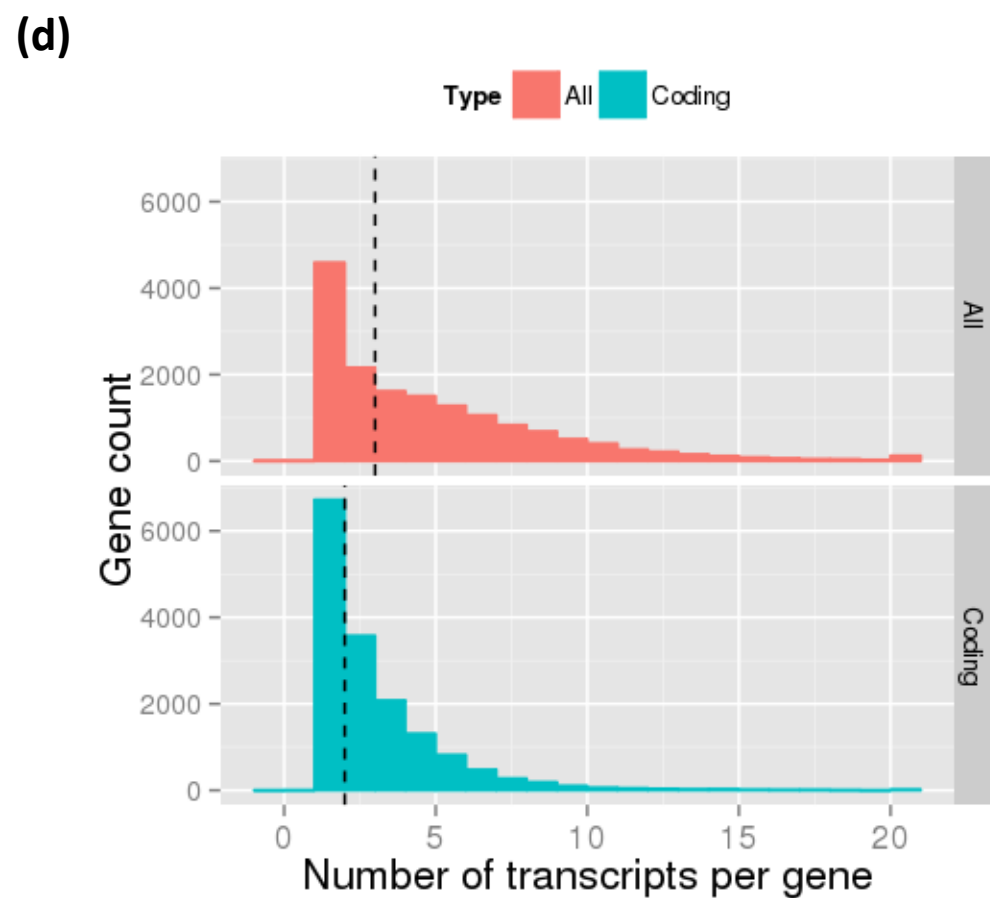 (d)
Type All Coding
Gene count
6000
4000
2000
0
All
6000
4000
2000
0
Coding
0 5 10 15 20
Number of transcripts per gene